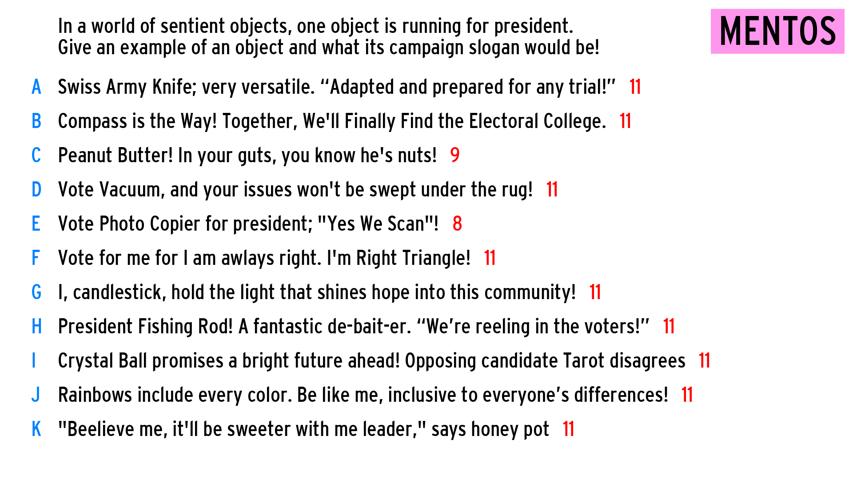 In a world of sentient objects, one object is running for president.
Give an example of an object and what its campaign slogan would be!
MENTOS
A Swiss Army Knife; very versatile. “Adapted and prepared for any trial!” 11
B Compass is the Way! Together, We'll Finally Find the Electoral College. 11
C Peanut Butter! In your guts, you know he's nuts! 9
D Vote Vacuum, and your issues won't be swept under the rug! 11
E Vote Photo Copier for president; "Yes We Scan"! 8
F Vote for me for I am awlays right. I'm Right Triangle! 11
G I, candlestick, hold the light that shines hope into this community! 11
H President Fishing Rod! A fantastic de-bait-er. “We’re reeling in the voters!” 11
I Crystal Ball promises a bright future ahead! Opposing candidate Tarot disagrees 11
J Rainbows include every color. Be like me, inclusive to everyone’s differences! 11
K "Beelieve me, it'll be sweeter with me leader," says honey pot 11